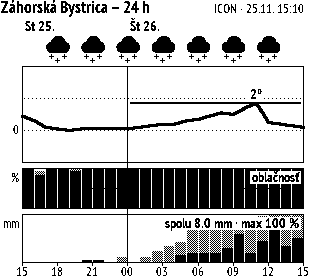 Záhorská Bystrica – 24 h
ICON · 25.11. 15:10
Št 25.
Št 26.
2°
0
%
oblačnosť
mm
spolu 8.0 mm · max 100 %
15 18 21 00 03 06 09 12 15